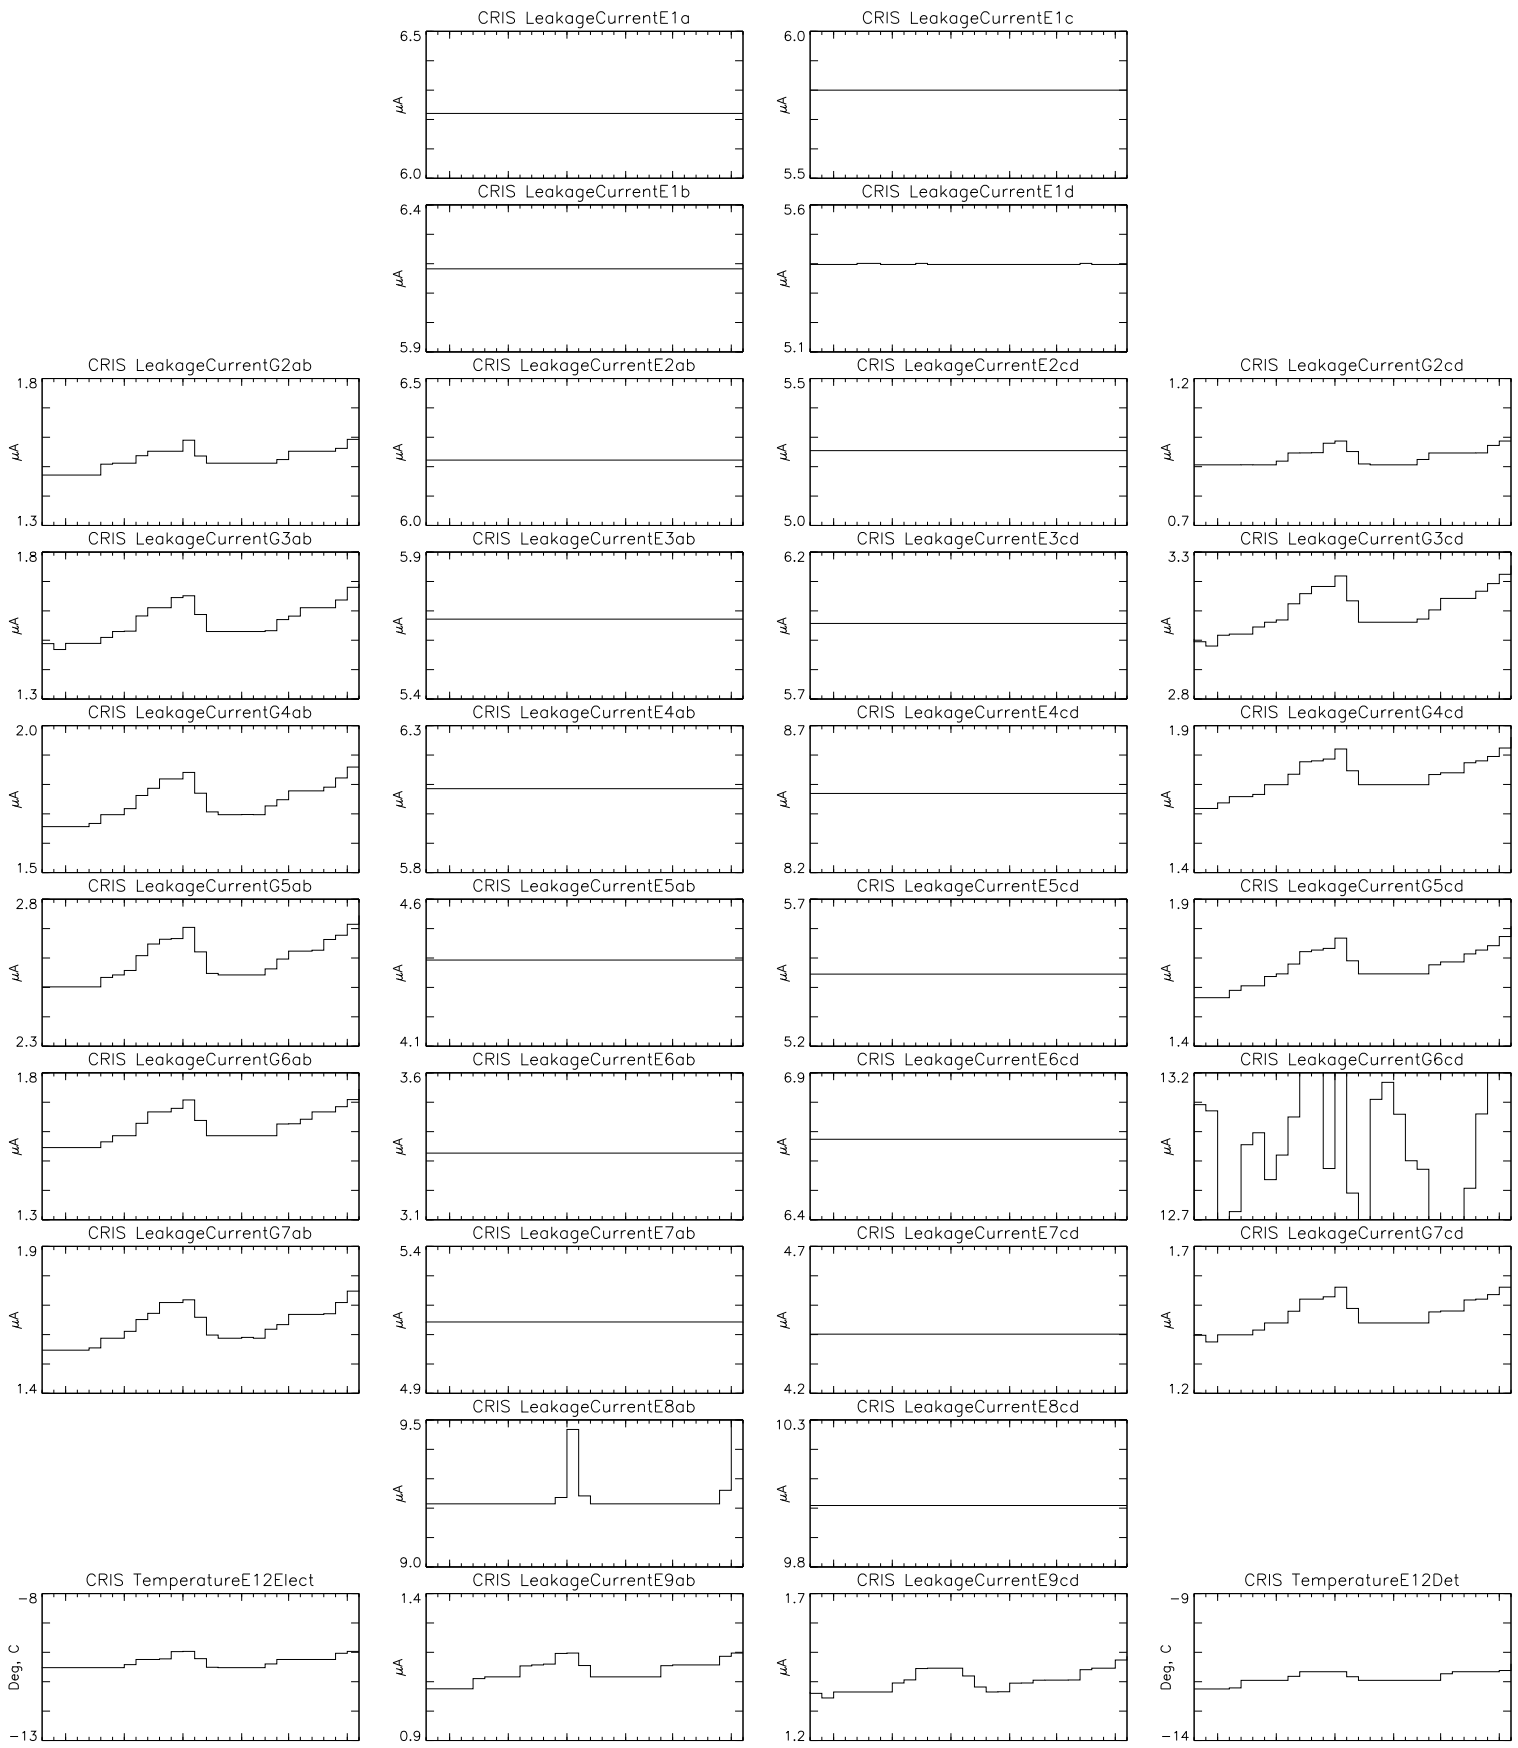 CRIS LeakageCurrentE1a
CRIS LeakageCurrentE1c
6.5
μA
6.0
6.0
μA
5.5
CRIS LeakageCurrentE1b
CRIS LeakageCurrentE1d
6.4
μA
5.9
5.6
μA
5.1
CRIS LeakageCurrentG2ab
CRIS LeakageCurrentE2ab
CRIS LeakageCurrentE2cd
CRIS LeakageCurrentG2cd
1.8
μA
1.3
6.5
μA
6.0
5.5
μA
5.0
1.2
μA
0.7
CRIS LeakageCurrentG3ab
CRIS LeakageCurrentE3ab
CRIS LeakageCurrentE3cd
CRIS LeakageCurrentG3cd
1.8
μA
1.3
5.9
μA
5.4
6.2
μA
5.7
3.3
μA
2.8
CRIS LeakageCurrentG4ab
CRIS LeakageCurrentE4ab
CRIS LeakageCurrentE4cd
CRIS LeakageCurrentG4cd
2.0
μA
1.5
6.3
μA
5.8
8.7
μA
8.2
1.9
μA
1.4
CRIS LeakageCurrentG5ab
CRIS LeakageCurrentE5ab
CRIS LeakageCurrentE5cd
CRIS LeakageCurrentG5cd
2.8
μA
2.3
4.6
μA
4.1
5.7
μA
5.2
1.9
μA
1.4
CRIS LeakageCurrentG6ab
CRIS LeakageCurrentE6ab
CRIS LeakageCurrentE6cd
CRIS LeakageCurrentG6cd
1.8
μA
1.3
3.6
μA
3.1
6.9
μA
6.4
13.2
μA
12.7
CRIS LeakageCurrentG7ab
CRIS LeakageCurrentE7ab
CRIS LeakageCurrentE7cd
CRIS LeakageCurrentG7cd
1.9
μA
1.4
5.4
μA
4.9
4.7
μA
4.2
1.7
μA
1.2
CRIS LeakageCurrentE8ab
CRIS LeakageCurrentE8cd
9.5
μA
9.0
10.3
μA
9.8
CRIS TemperatureE12Elect
CRIS LeakageCurrentE9ab
CRIS LeakageCurrentE9cd
CRIS TemperatureE12Det
-8
Deg, C
-13
1.4
μA
0.9
1.7
μA
1.2
-9
Deg, C
-14